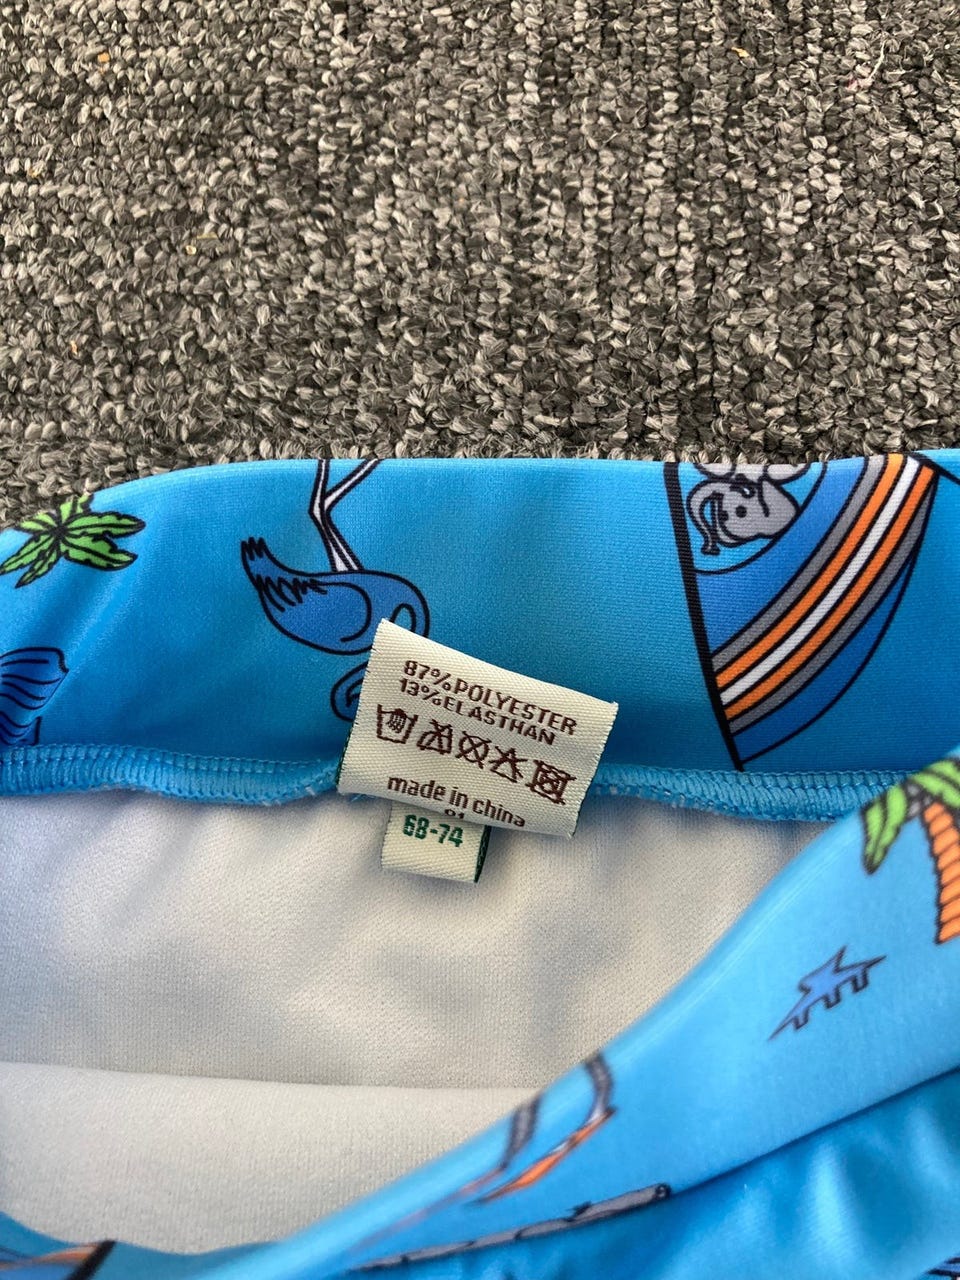 87%POLYESTER
13%ELASTHAN
made in china
68-74